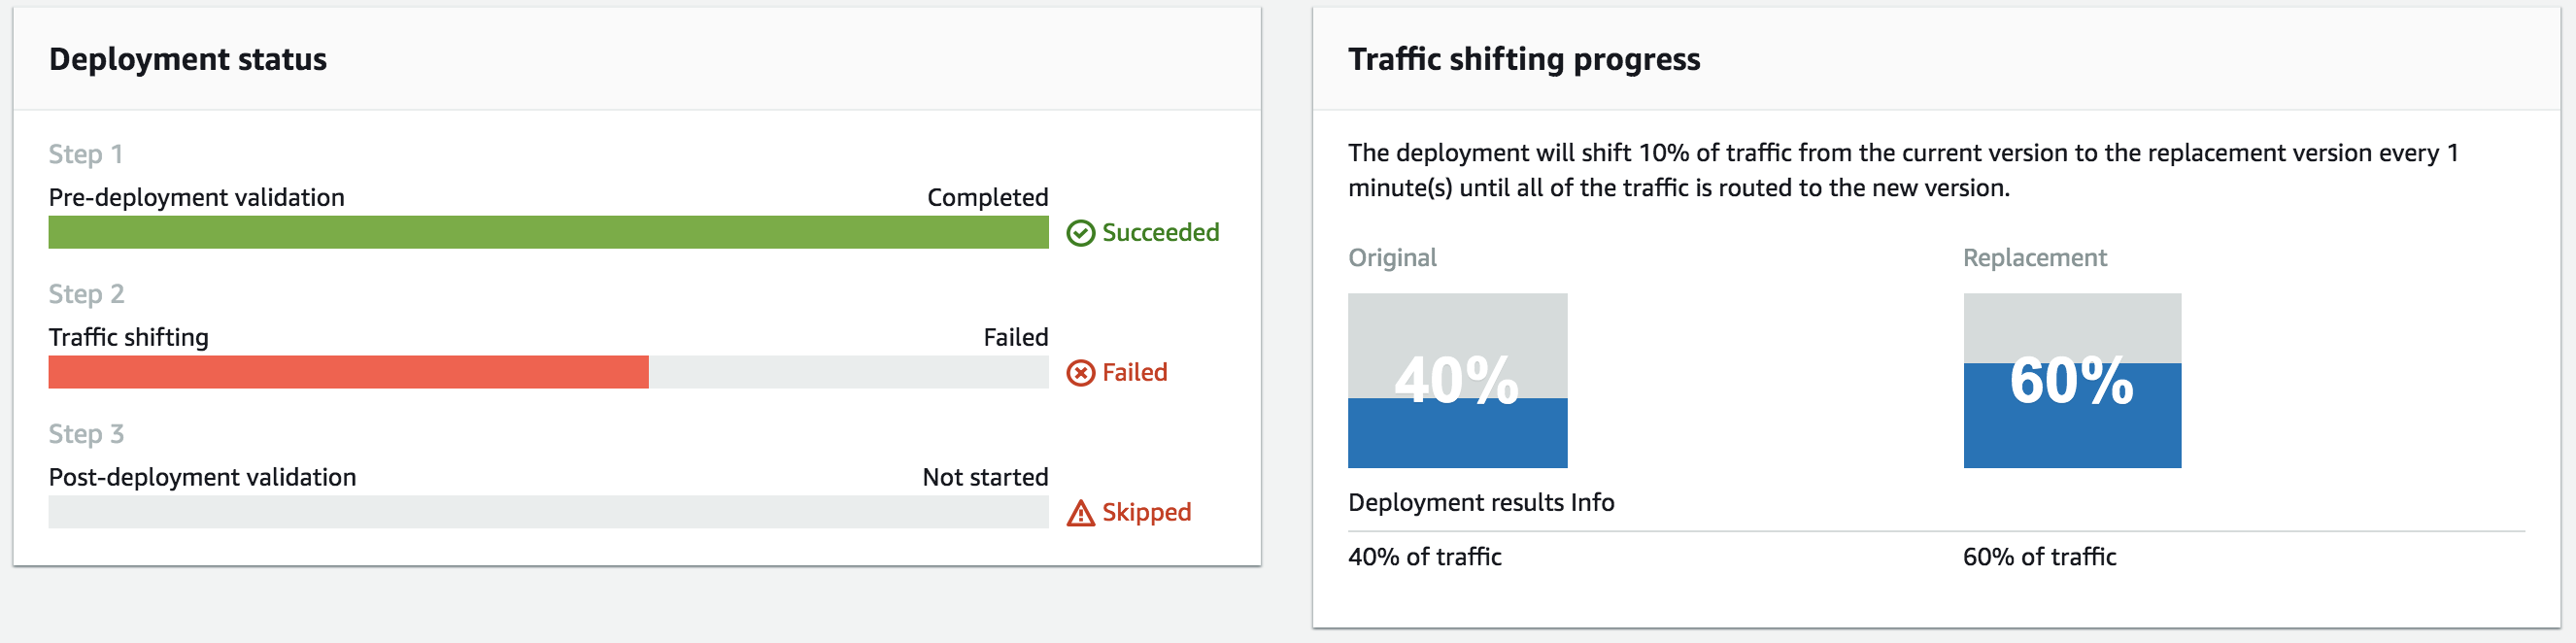 Deployment status
Step 1
Pre-deployment validation
Completed
Succeeded
Step 2
Traffic shifting
Failed
Failed
Step 3
Post-deployment validation
Not started
Skipped
Traffic shifting progress
The deployment will shift 10% of traffic from the current version to the replacement version every 1
minute(s) until all of the traffic is routed to the new version.
Original
Replacement
40%
60%
Deployment results Info
40% of traffic
60% of traffic